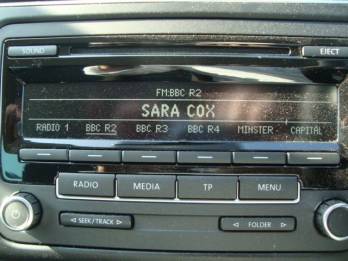 SOUND EJECT
FM:BBC R2
SARA COX
RADIO 1 BBC R2 BBC R3 BBC R4 MINSTER CAPITAL
RADIO MEDIA TP MENU
SEEK/TRACK FOLDER